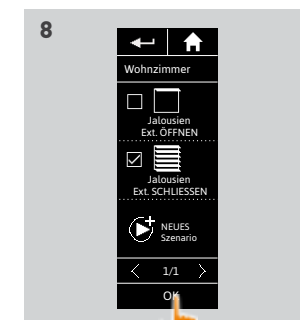 8
Wohnzimmer
Jalousien
Ext. ÖFFNEN
Jalousien
Ext. SCHLIESSEN
NEUES
Szenario
1/1
OK